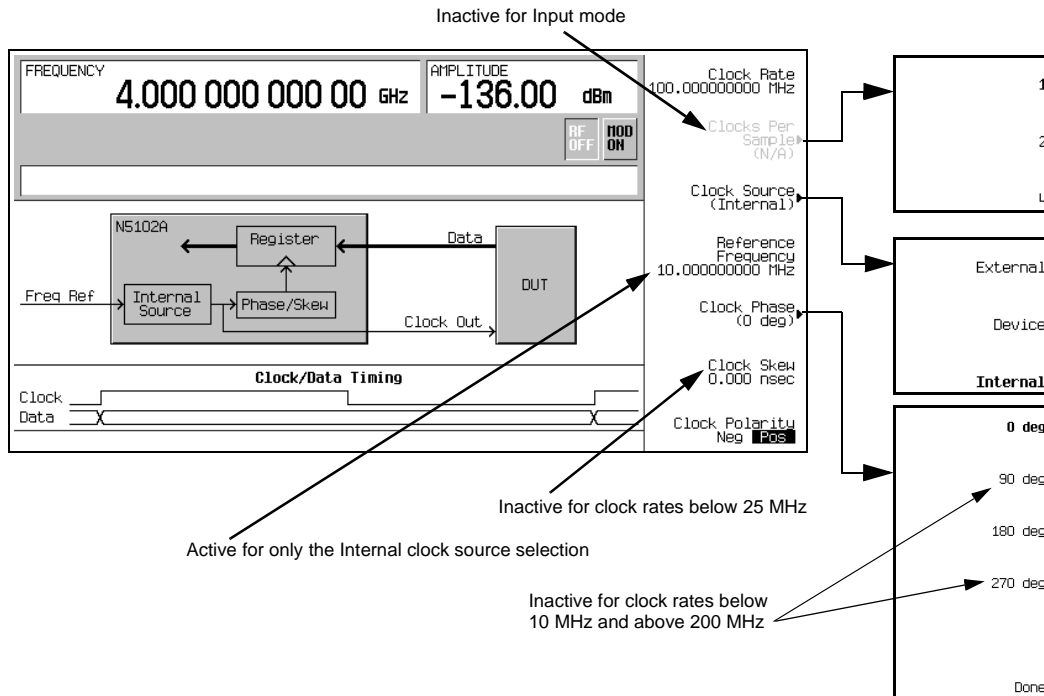 Inactive for Input mode
FREQUENCY
4.000 000 000 00 GHz
AMPLITUDE
-136.00 dBm
RF
OFF
MOD
ON
Clock Rate
100.000000000 MHz
Clocks Per
Sample
(N/A)
Clock Source
(Internal)
Reference
Frequency
10.000000000 MHz
Clock Phase
(0 deg)
Clock Skew
0.000 nsec
Clock Polarity
Neg Pos
N5102A
Register
Data
DUT
Freq Ref
Internal
Source
Phase/Skew
Clock Out
Clock/Data Timing
Clock
Data
1
2
External
Device
Internal
0 deg
90 deg
180 deg
270 deg
Done
Inactive for clock rates below 25 MHz
Active for only the Internal clock source selection
Inactive for clock rates below
10 MHz and above 200 MHz